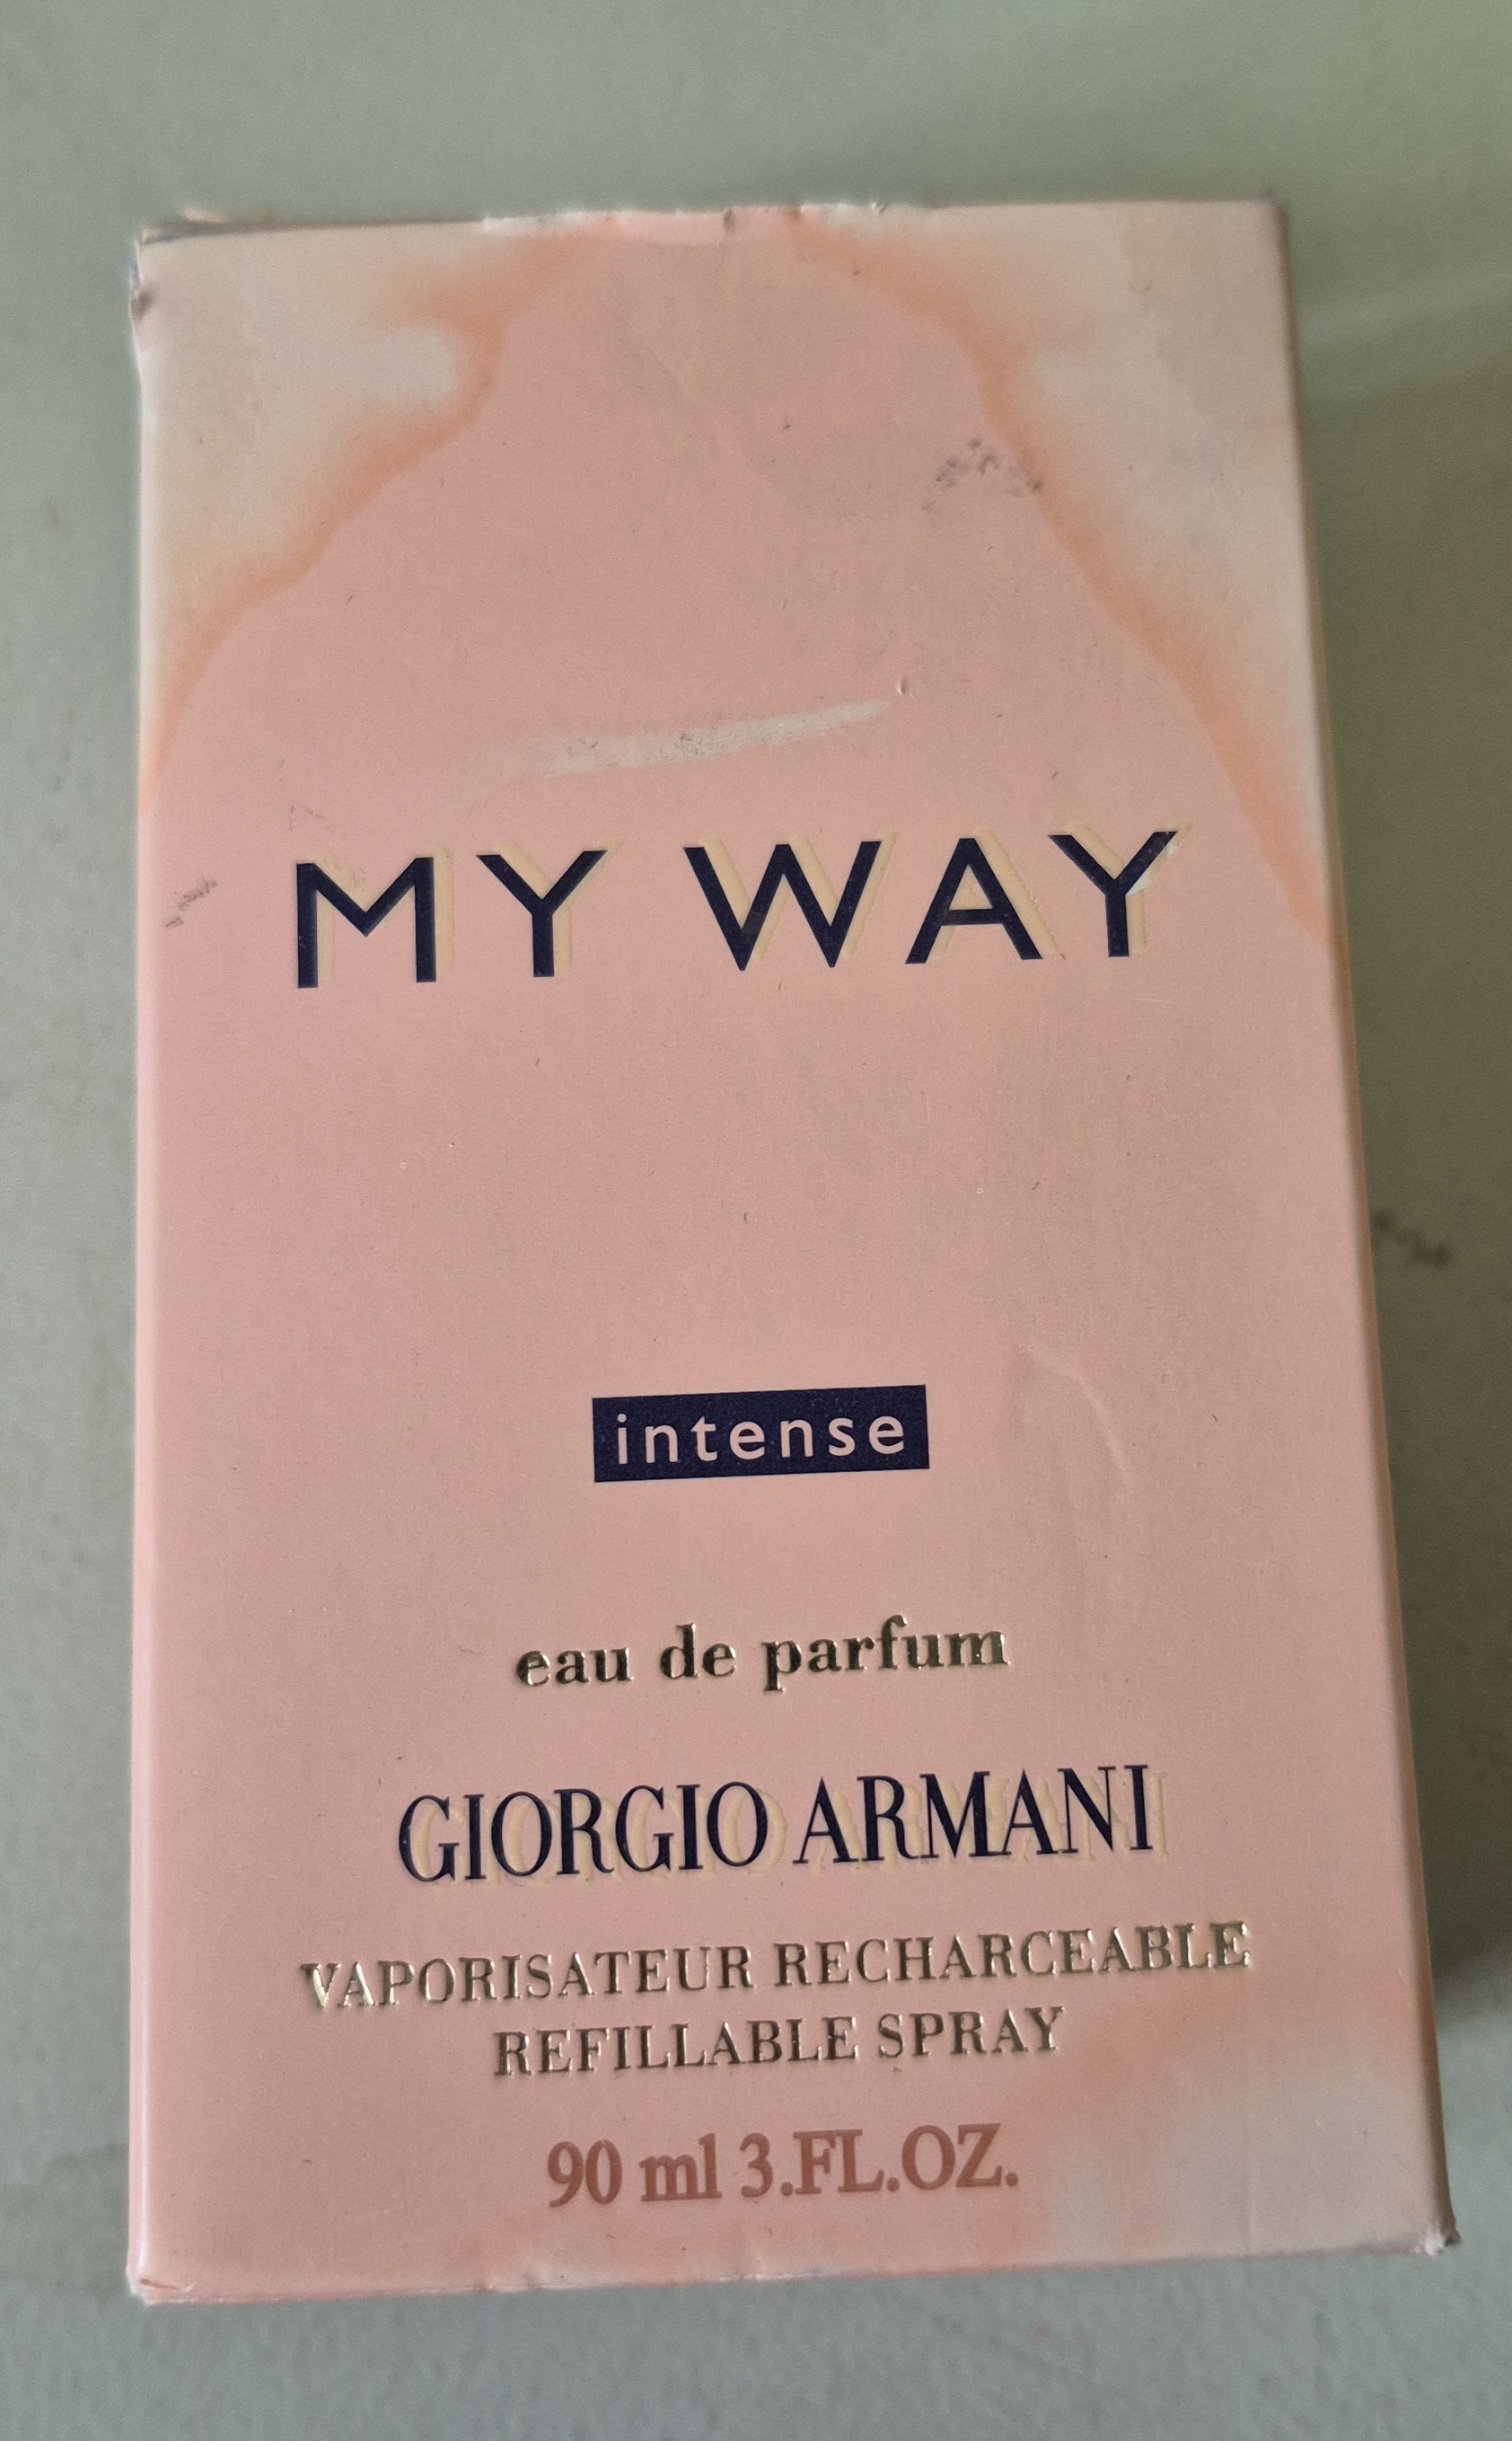 MY WAY
intense
eau de parfum
GIORGIO ARMANI
VAPORISATEUR RECHARCEABLE
REFILLABLE SPRAY
90 ml 3.FL.OZ.